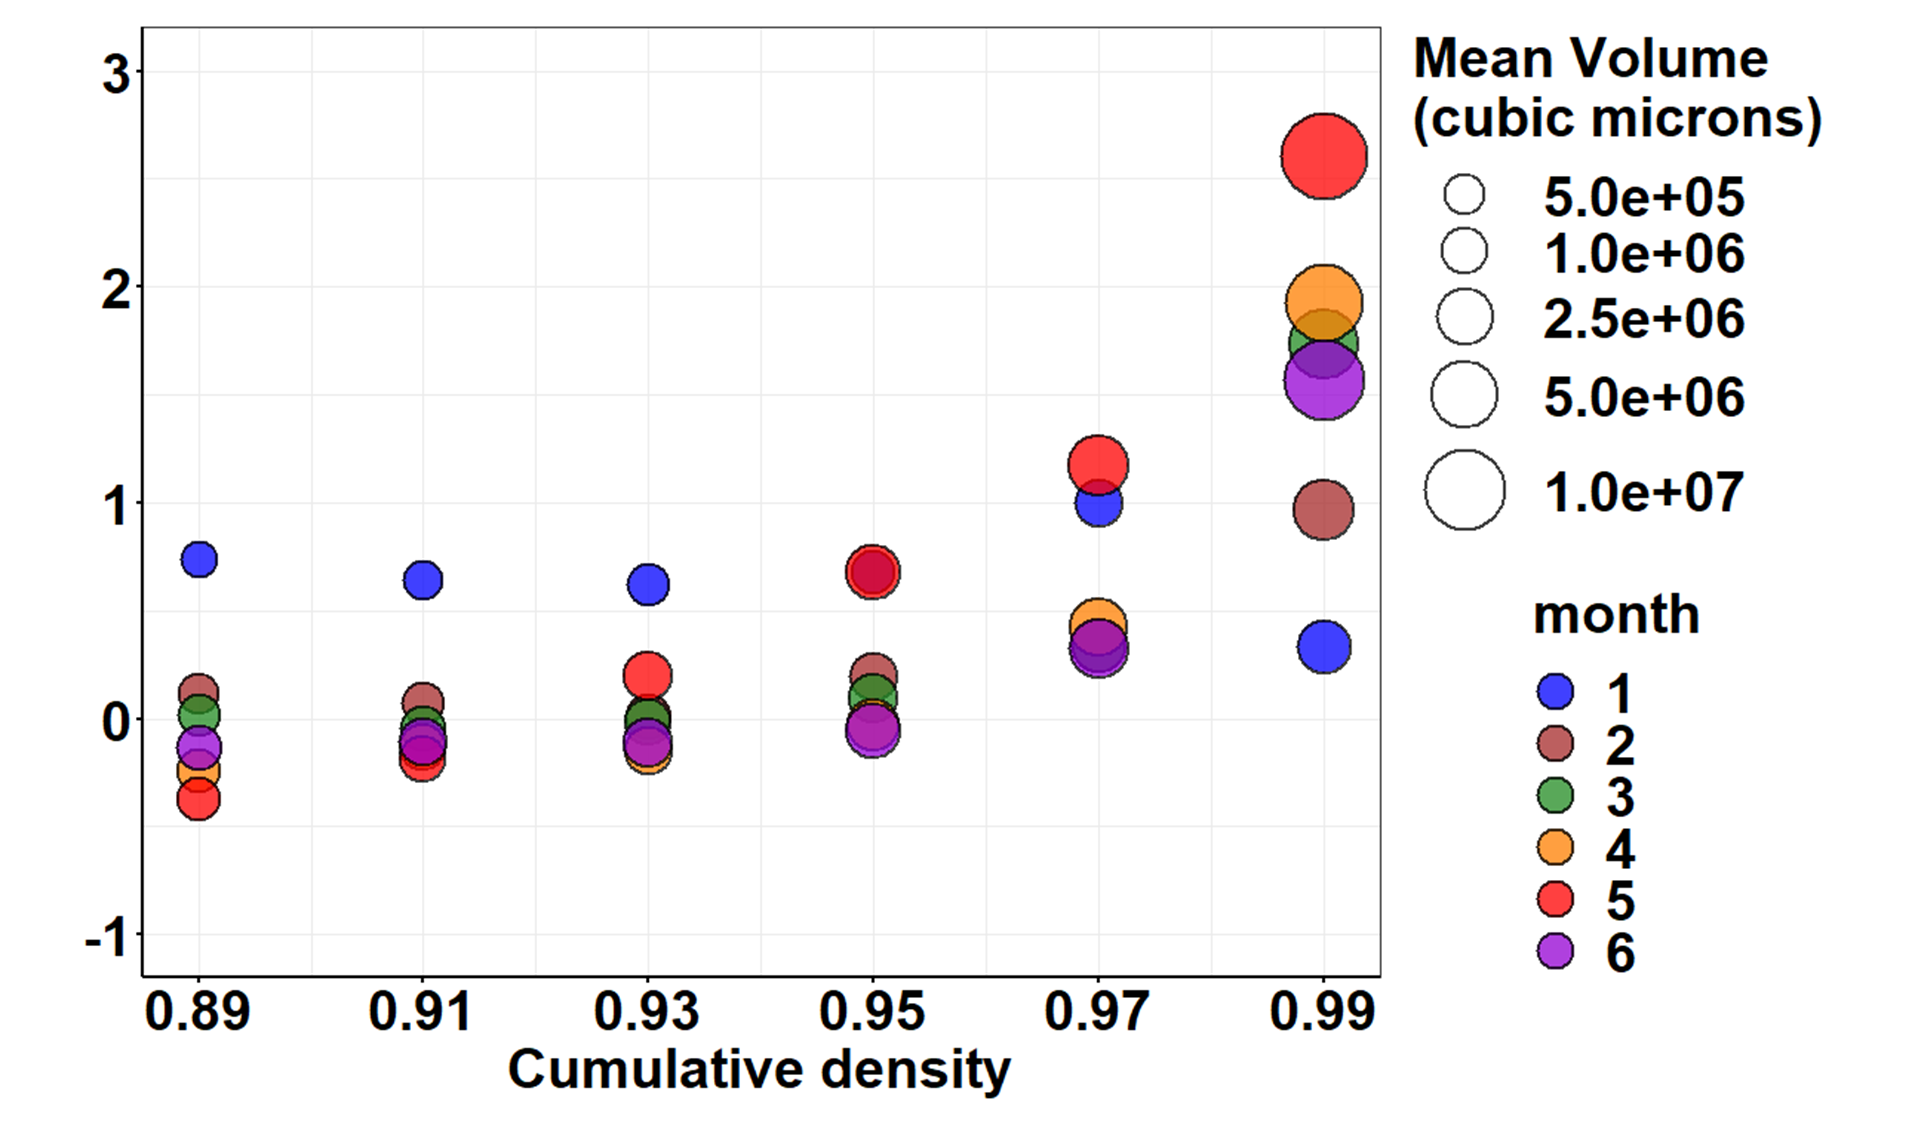 3
2
1
0
-1
0.89 0.91 0.93 0.95 0.97 0.99
Cumulative density
Mean Volume
(cubic microns)
5.0e+05
1.0e+06
2.5e+06
5.0e+06
1.0e+07
month
1
2
3
4
5
6